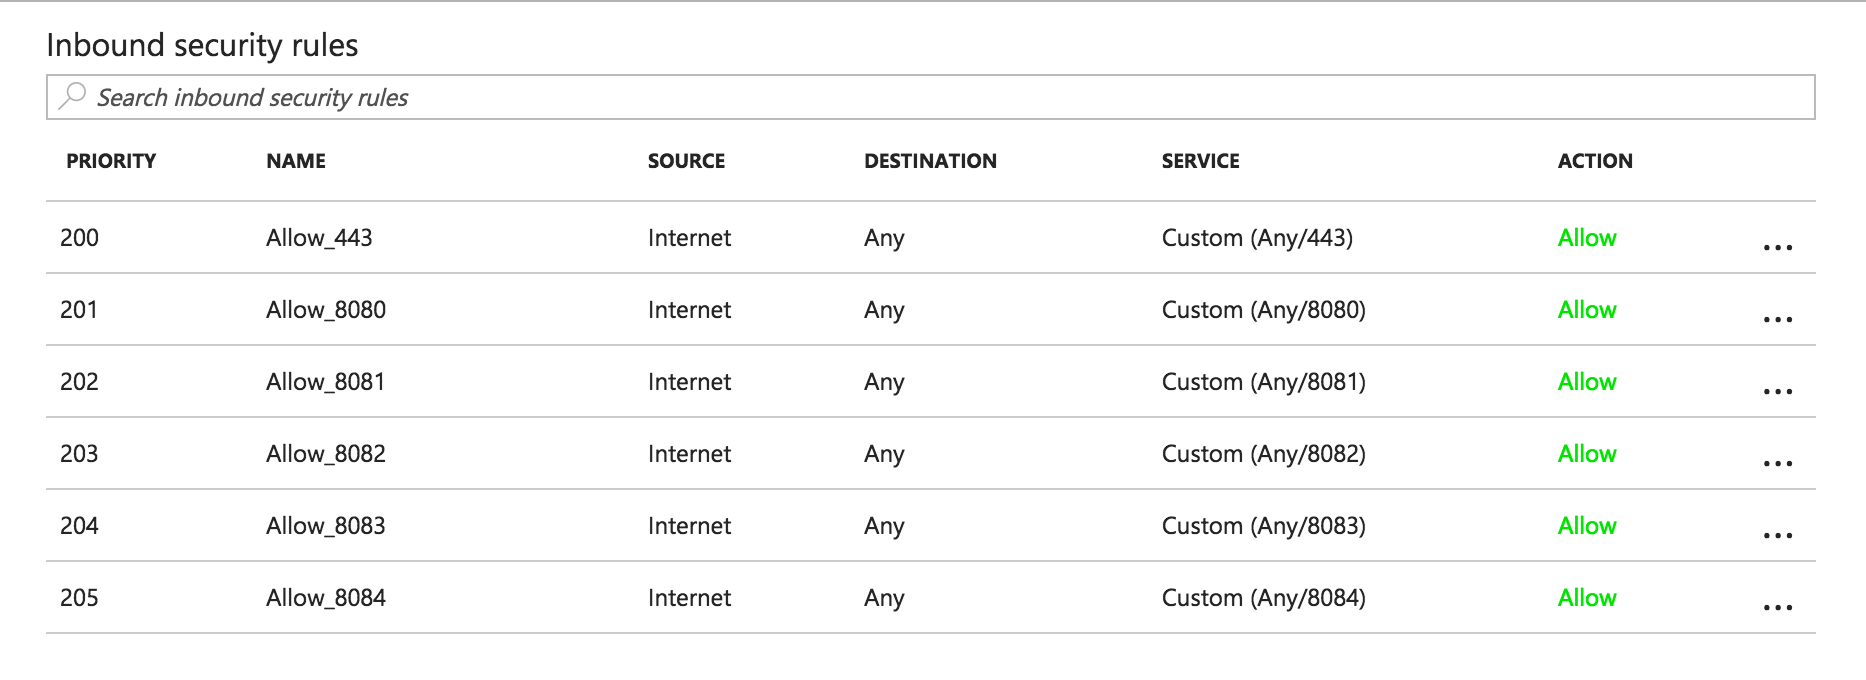 Inbound security rules
Search inbound security rules
PRIORITY NAME SOURCE DESTINATION SERVICE ACTION
200 Allow_443 Internet Any Custom (Any/443) Allow ...
201 Allow_8080 Internet Any Custom (Any/8080) Allow ...
202 Allow_8081 Internet Any Custom (Any/8081) Allow ...
203 Allow_8082 Internet Any Custom (Any/8082) Allow ...
204 Allow_8083 Internet Any Custom (Any/8083) Allow ...
205 Allow_8084 Internet Any Custom (Any/8084) Allow ...